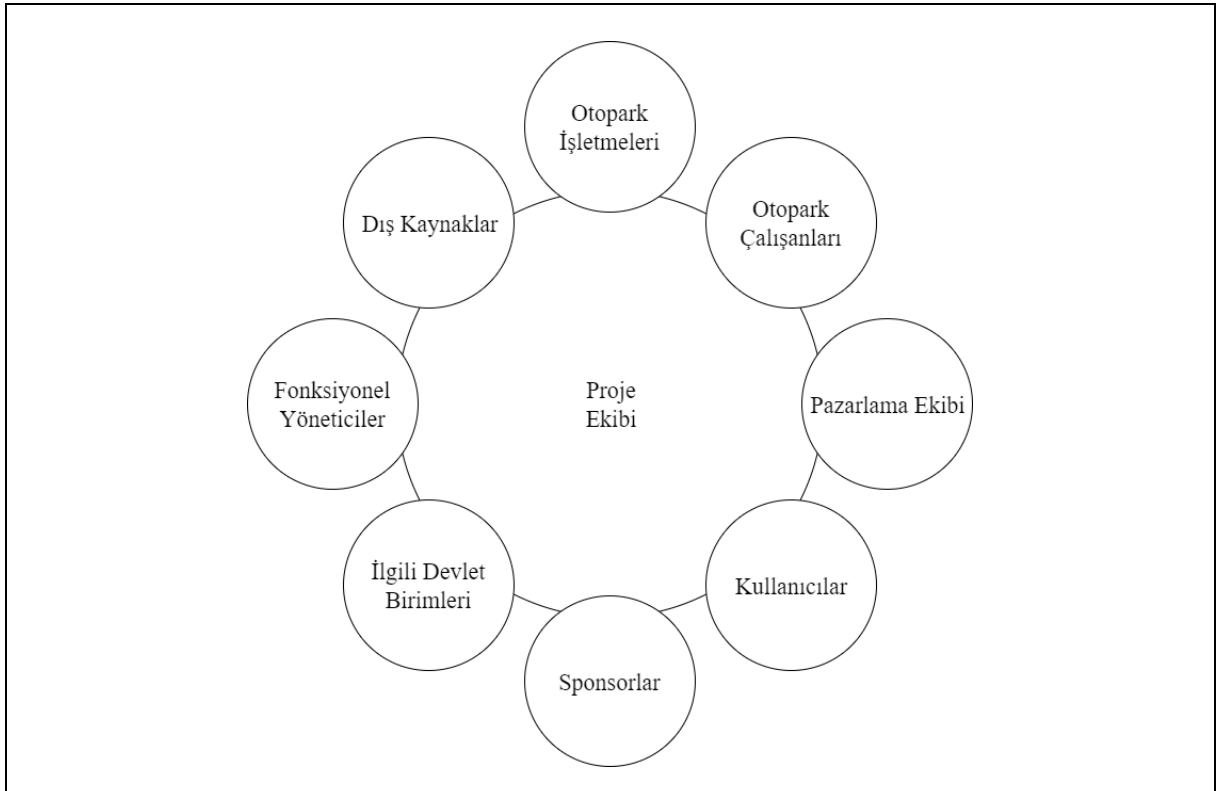 Otopark
İşletmeleri
Otopark
Çalışanları
Pazarlama Ekibi
Kullanıcılar
Sponsorlar
İlgili Devlet
Birimleri
Fonksiyonel
Yöneticiler
Dış Kaynaklar
Proje
Ekibi